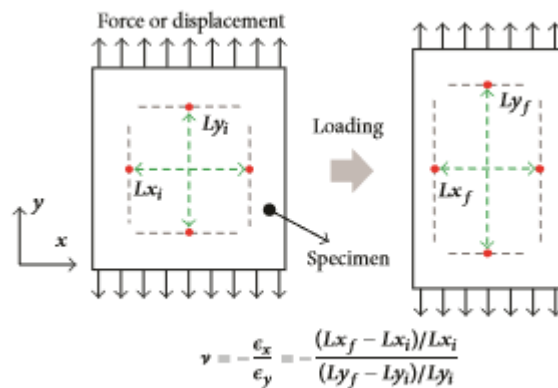 Force or displacement
Ly_i
Lx_i
Loading
Ly_f
Lx_f
y
x
Specimen
ν = - ϵ_x / ϵ_y = - (Lx_f - Lx_i)/Lx_i / (Ly_f - Ly_i)/Ly_i